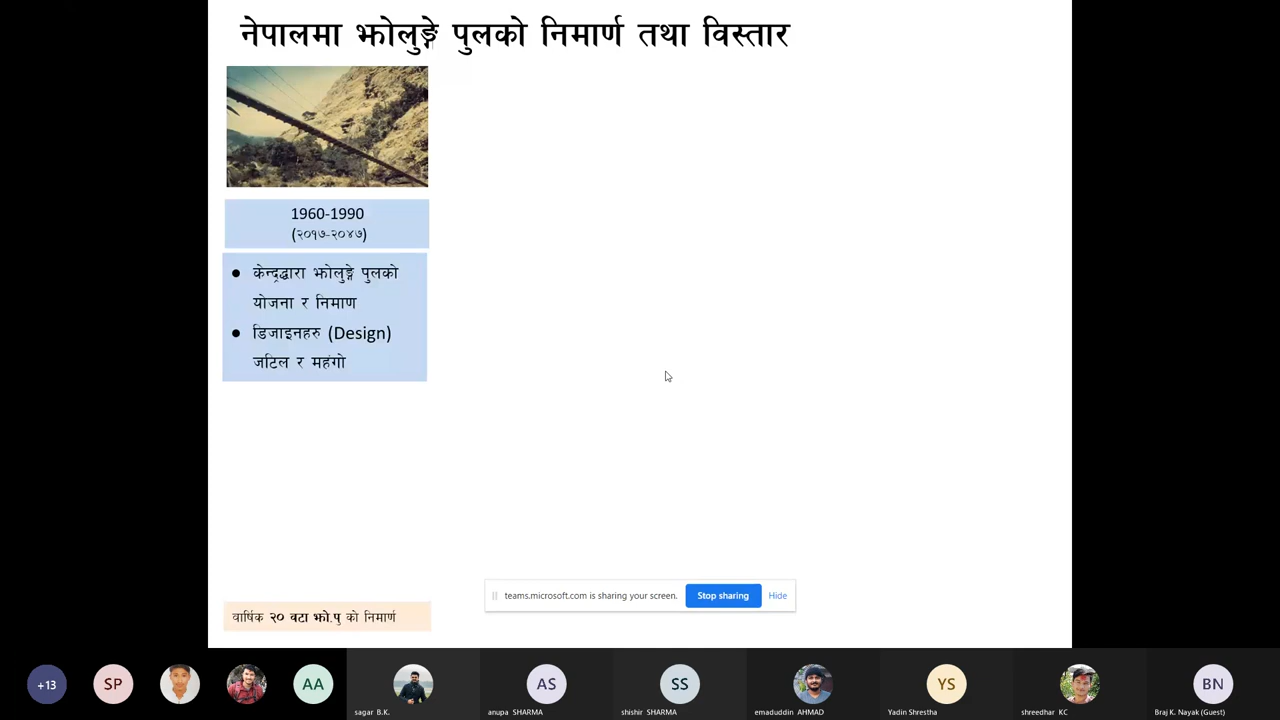 नेपालमा झोलुङ्गे पुलको निमार्ण तथा विस्तार
1960-1990
(२०१७-२०४७)
● केन्द्रद्धारा झोलुङ्गे पुलको
योजना र निमाण
● डिजाइनहरु (Design)
जटिल र महंगो
teams.microsoft.com is sharing your screen. Stop sharing Hide
वार्षिक २० वटा झो.पु को निमार्ण
+13 SP AA AS SS YS BN
sagar B.K. anupa SHARMA shishir SHARMA emaduddin AHMAD Yadin Shrestha shreedhar KC Braj K. Nayak (Guest)